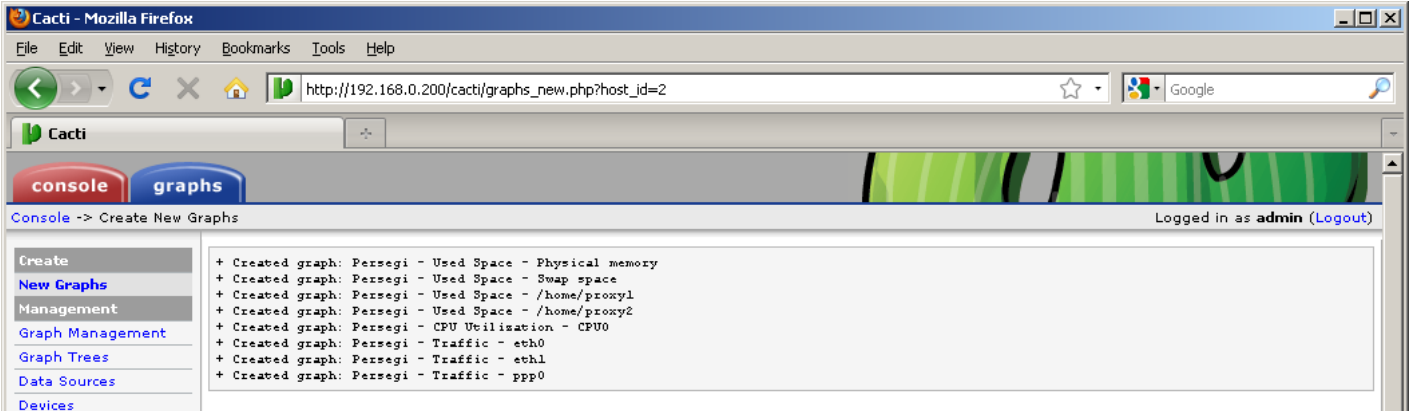 Cacti - Mozilla Firefox
File Edit View History Bookmarks Tools Help
http://192.168.0.200/cacti/graphs_new.php?host_id=2
Google
Cacti
console graphs
Console -> Create New Graphs
Logged in as admin (Logout)
Create
New Graphs
Management
Graph Management
Graph Trees
Data Sources
Devices
+ Created graph: Persegi - Used Space - Physical memory
+ Created graph: Persegi - Used Space - Swap space
+ Created graph: Persegi - Used Space - /home/proxy1
+ Created graph: Persegi - Used Space - /home/proxy2
+ Created graph: Persegi - CPU Utilization - CPU0
+ Created graph: Persegi - Traffic - eth0
+ Created graph: Persegi - Traffic - eth1
+ Created graph: Persegi - Traffic - ppp0